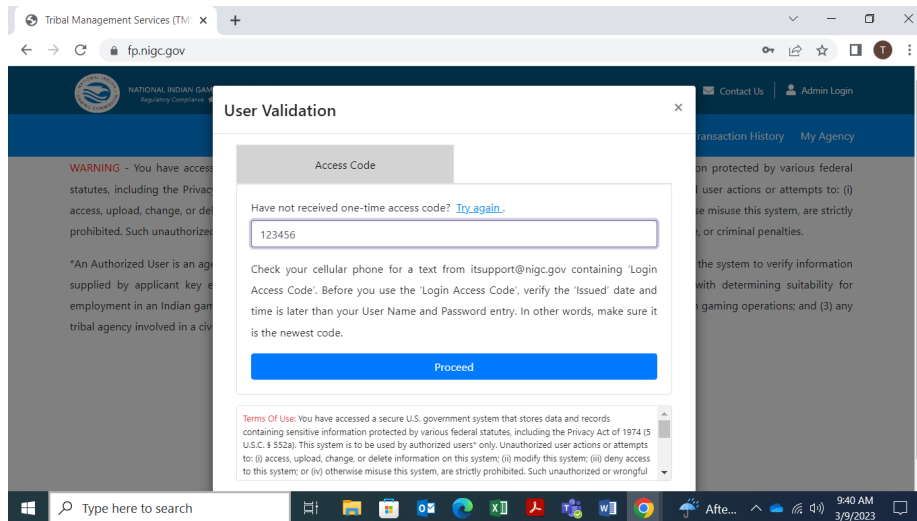 Tribal Management Services (TM
fp.nigc.gov
T
NATIONAL INDIAN GAM
Regulatory Compliance
Contact Us
Admin Login
User Validation
ransaction History My Agency
Access Code
WARNING - You have access
on protected by various federal
statutes, including the Privac
l user actions or attempts to: (i)
access, upload, change, or del
se misuse this system, are strictly
prohibited. Such unauthorized
, or criminal penalties.
*An Authorized User is an age
the system to verify information
supplied by applicant key e
with determining suitability for
employment in an Indian gam
gaming operations; and (3) any
tribal agency involved in a civ
Have not received one-time access code? Try again .
123456
Check your cellular phone for a text from itsupport@nigc.gov containing 'Login
Access Code'. Before you use the 'Login Access Code', verify the 'Issued' date and
time is later than your User Name and Password entry. In other words, make sure it
is the newest code.
Proceed
Terms Of Use: You have accessed a secure U.S. government system that stores data and records
containing sensitive information protected by various federal statutes, including the Privacy Act of 1974 (5
U.S.C. § 552a). This system is to be used by authorized users* only. Unauthorized user actions or attempts
to: (i) access, upload, change, or delete information on this system; (ii) modify this system; (iii) deny access
to this system; or (iv) otherwise misuse this system, are strictly prohibited. Such unauthorized or wrongful
Type here to search
Afte...
9:40 AM
3/9/2023